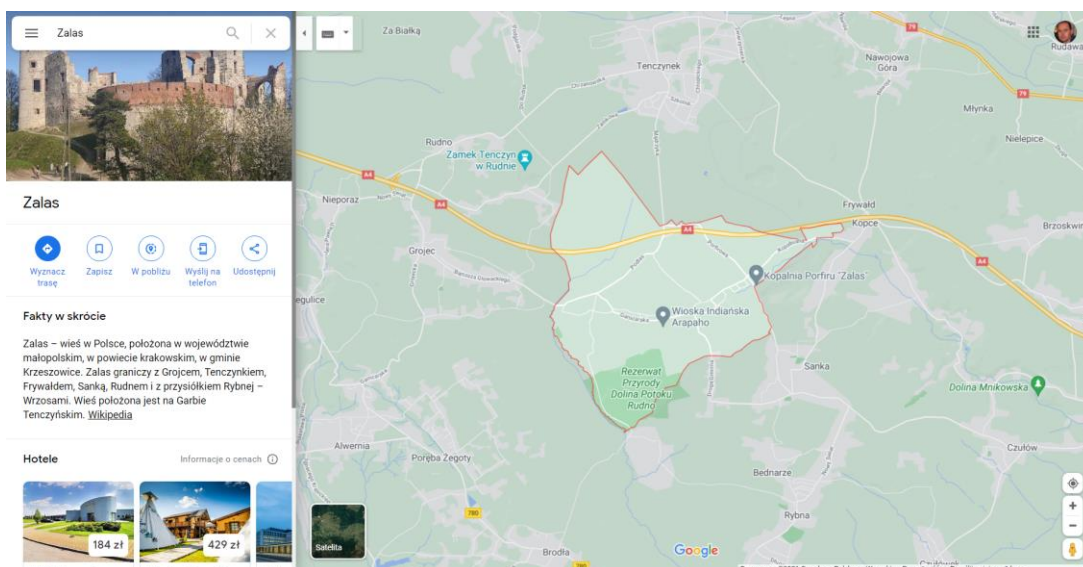 Zalas
Zalas
Wyznacz
trasę
Zapisz
W pobliżu
Wyślij na
telefon
Udostępnij
Fakty w skrócie
Zalas – wieś w Polsce, położona w województwie
małopolskim, w powiecie krakowskim, w gminie
Krzeszowice. Zalas graniczy z Grojcem, Tenczynkiem,
Frywałdem, Sanką, Rudnem i z przysiółkiem Rybnej –
Wrzosami. Wieś położona jest na Garbie
Tenczyńskim. Wikipedia
Hotele
Informacje o cenach
184 zł
429 zł
Za Białką
Tenczynek
Nawojowa
Góra
Rudawa
79
79
Młynka
Nielepice
Rudno
Zamek Tenczyn
w Rudnie
A4
Nieporaz
A4
Grojec
A4
Frywałd
Kopce
Brzoskwin
A4
Kopalnia Porfiru "Zalas"
Wioska Indiańska
Arapaho
egulice
Rezerwat
Przyrody
Dolina Potoku
Rudno
Sanka
Dolina Mnikowska
Alwernia
Poręba Żegoty
Czułów
Bednarze
780
Rybna
Satelita
Brodła
Google
780
Czułówek